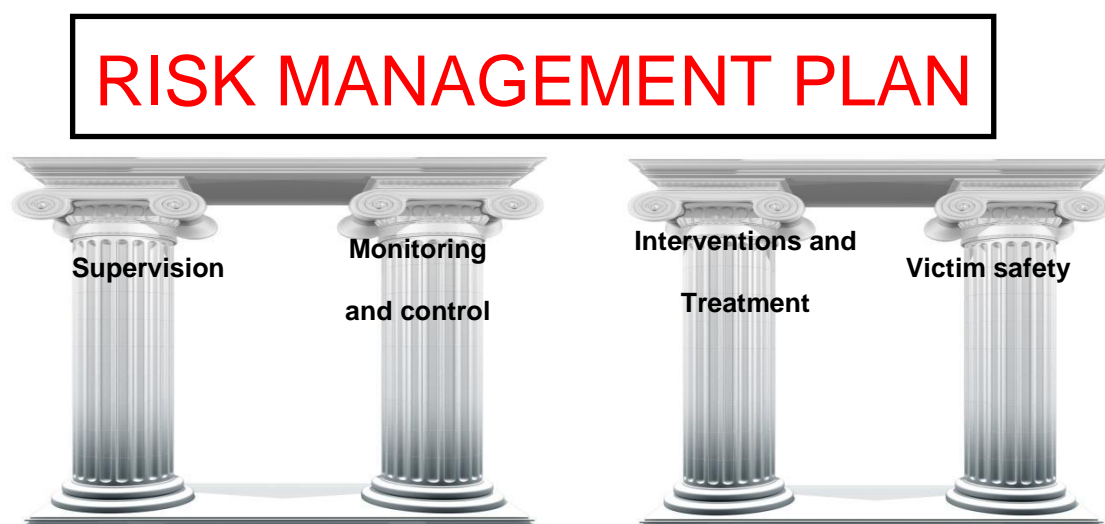 RISK MANAGEMENT PLAN
Supervision
Monitoring
and control
Interventions and
Treatment
Victim safety